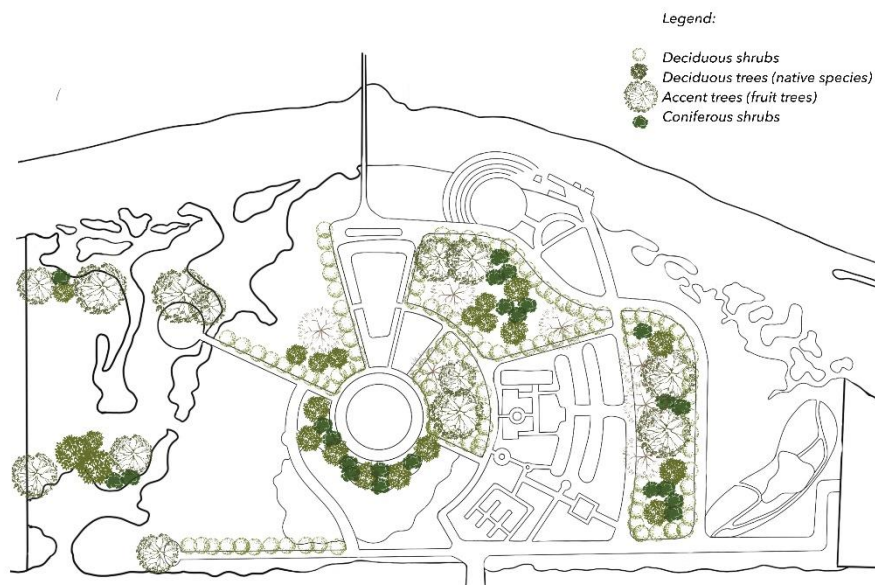 Legend:
Deciduous shrubs
Deciduous trees (native species)
Accent trees (fruit trees)
Coniferous shrubs